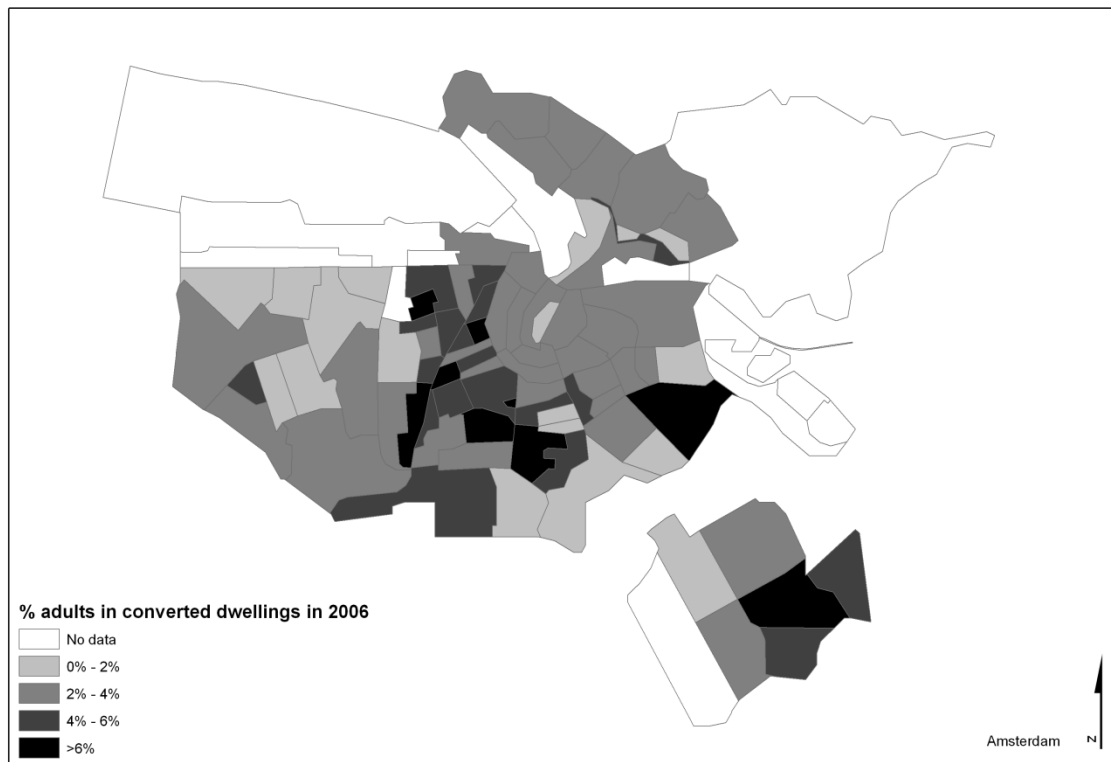 % adults in converted dwellings in 2006
No data
0% - 2%
2% - 4%
4% - 6%
>6%
Amsterdam
N